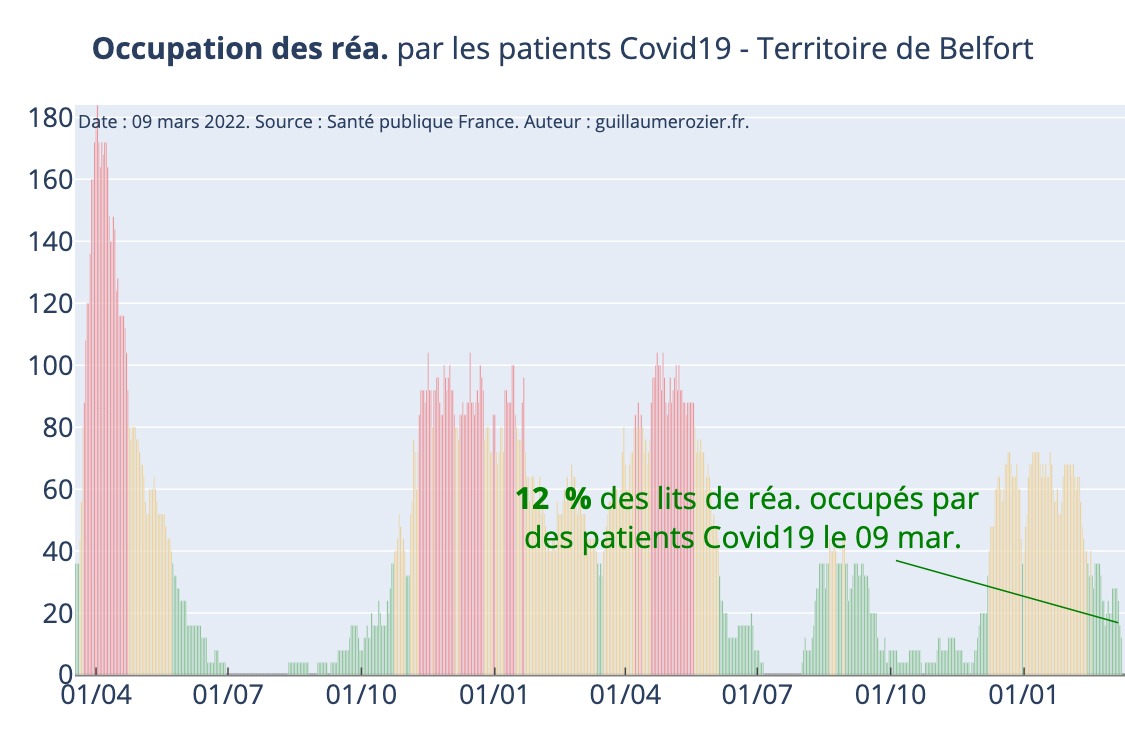 Occupation des réa. par les patients Covid19 - Territoire de Belfort
180
Date : 09 mars 2022. Source : Santé publique France. Auteur : guillaumerozier.fr.
160
140
120
100
80
60
12 % des lits de réa. occupés par
des patients Covid19 le 09 mar.
40
20
0
01/04 01/07 01/10 01/01 01/04 01/07 01/10 01/01